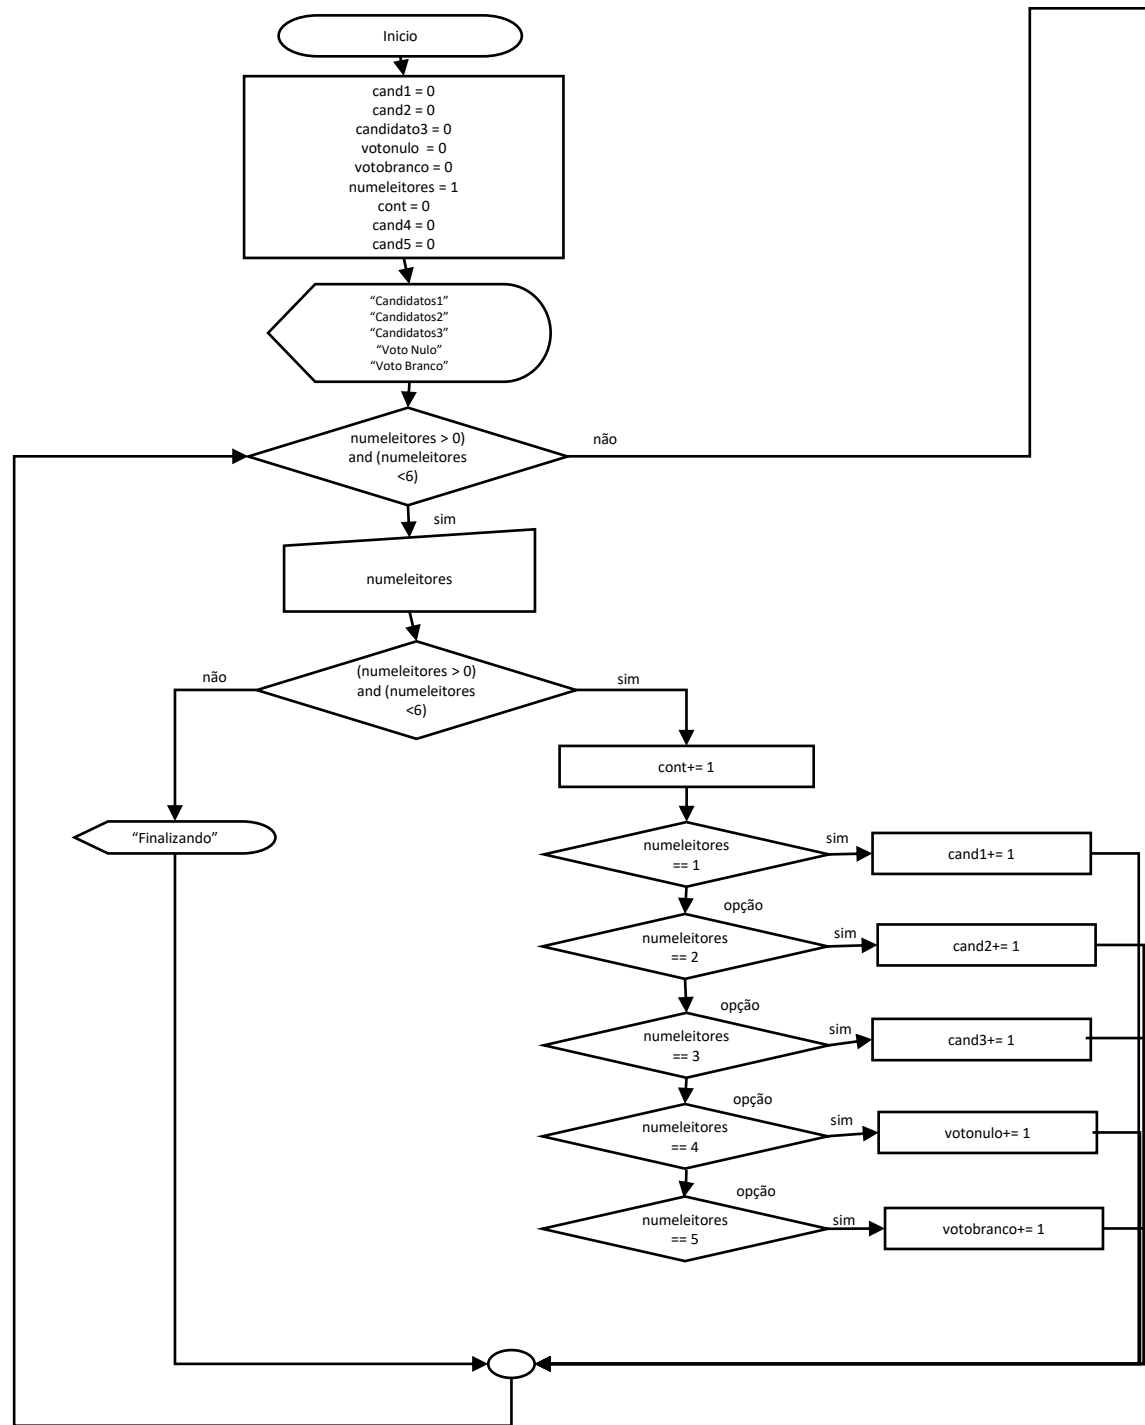 Inicio
cand1 = 0
cand2 = 0
candidato3 = 0
votonulo  = 0
votobranco = 0
numeleitores = 1
cont = 0
cand4 = 0
cand5 = 0
“Candidatos1”
“Candidatos2”
“Candidatos3”
“Voto Nulo”
“Voto Branco”
numeleitores > 0)
and (numeleitores
<6)
não
sim
numeleitores
(numeleitores > 0)
and (numeleitores
<6)
não
sim
cont+= 1
“Finalizando”
numeleitores
== 1
sim
cand1+= 1
opção
numeleitores
== 2
sim
cand2+= 1
opção
numeleitores
== 3
sim
cand3+= 1
opção
numeleitores
== 4
sim
votonulo+= 1
opção
numeleitores
== 5
sim
votobranco+= 1